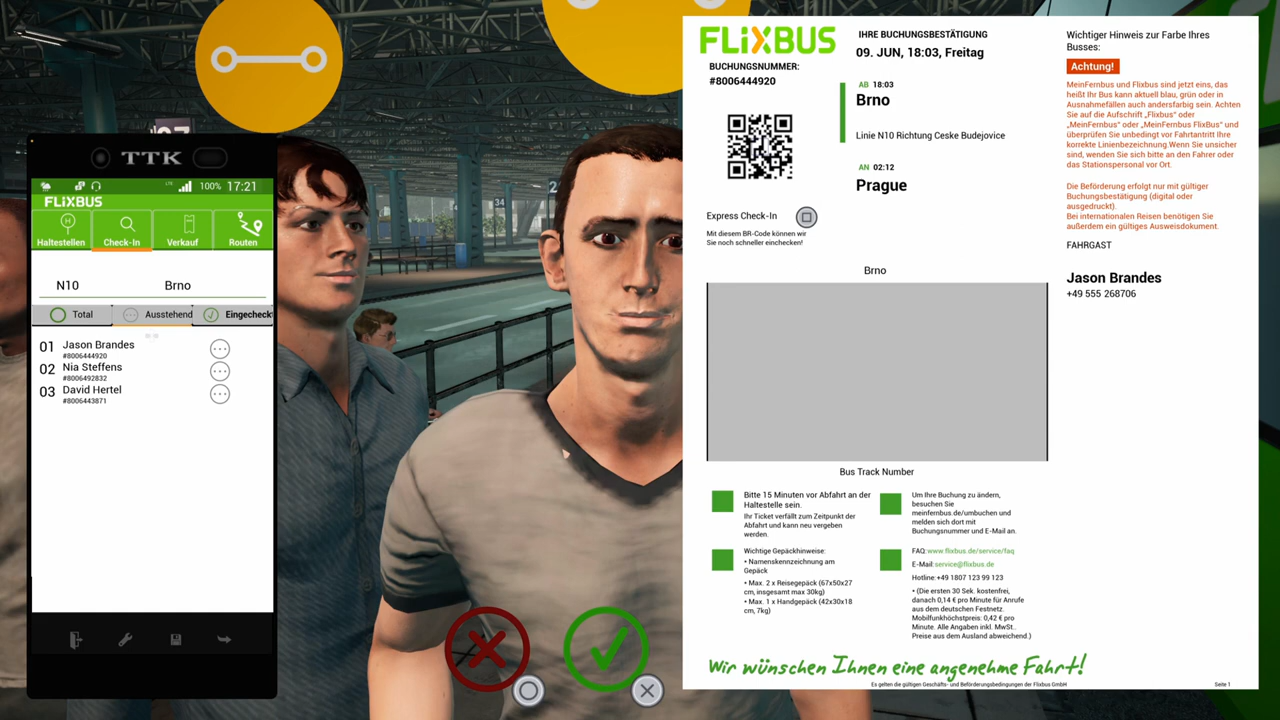 TTK
LTE 100% 17:21
FLiXBUS
Haltestellen
Check-In
Verkauf
Routen
N10
Brno
Total
Ausstehend
Eingecheckt
01 Jason Brandes
#8006444920
02 Nia Steffens
#8006492832
03 David Hertel
#8006443871
34
2
FLiXBUS
BUCHUNGSNUMMER:
#8006444920
IHRE BUCHUNGSBESTÄTIGUNG
09. JUN, 18:03, Freitag
AB 18:03
Brno
Linie N10 Richtung Ceske Budejovice
AN 02:12
Prague
Express Check-In
Mit diesem BR-Code können wir
Sie noch schneller einchecken!
Brno
Bus Track Number
Bitte 15 Minuten vor Abfahrt an der
Haltestelle sein.
Ihr Ticket verfällt zum Zeitpunkt der
Abfahrt und kann neu vergeben
werden.
Wichtige Gepäckhinweise:
• Namenskennzeichnung am
Gepäck
• Max. 2 x Reisegepäck (67x50x27
cm, insgesamt max 30kg)
• Max. 1 x Handgepäck (42x30x18
cm, 7kg)
Um Ihre Buchung zu ändern,
besuchen Sie
meinfernbus.de/umbuchen und
melden sich dort mit
Buchungsnummer und E-Mail an.
FAQ: www.flixbus.de/service/faq
E-Mail: service@flixbus.de
Hotline: +49 1807 123 99 123
• (Die ersten 30 Sek. kostenfrei,
danach 0,14 € pro Minute für Anrufe
aus dem deutschen Festnetz.
Mobilfunkhöchstpreis: 0,42 € pro
Minute. Alle Angaben inkl. MwSt..
Preise aus dem Ausland abweichend.)
Wichtiger Hinweis zur Farbe Ihres
Busses:
Achtung!
MeinFernbus und Flixbus sind jetzt eins, das
heißt Ihr Bus kann aktuell blau, grün oder in
Ausnahmefällen auch andersfarbig sein. Achten
Sie auf die Aufschrift „Flixbus“ oder
„MeinFernbus“ oder „MeinFernbus FlixBus“ und
überprüfen Sie unbedingt vor Fahrtantritt Ihre
korrekte Linienbezeichnung.Wenn Sie unsicher
sind, wenden Sie sich bitte an den Fahrer oder
das Stationspersonal vor Ort.
Die Beförderung erfolgt nur mit gültiger
Buchungsbestätigung (digital oder
ausgedruckt).
Bei internationalen Reisen benötigen Sie
außerdem ein gültiges Ausweisdokument.
FAHRGAST
Jason Brandes
+49 555 268706
Wir wünschen Ihnen eine angenehme Fahrt!
Es gelten die gültigen Geschäfts- und Beförderungsbedingungen der Flixbus GmbH
Seite 1